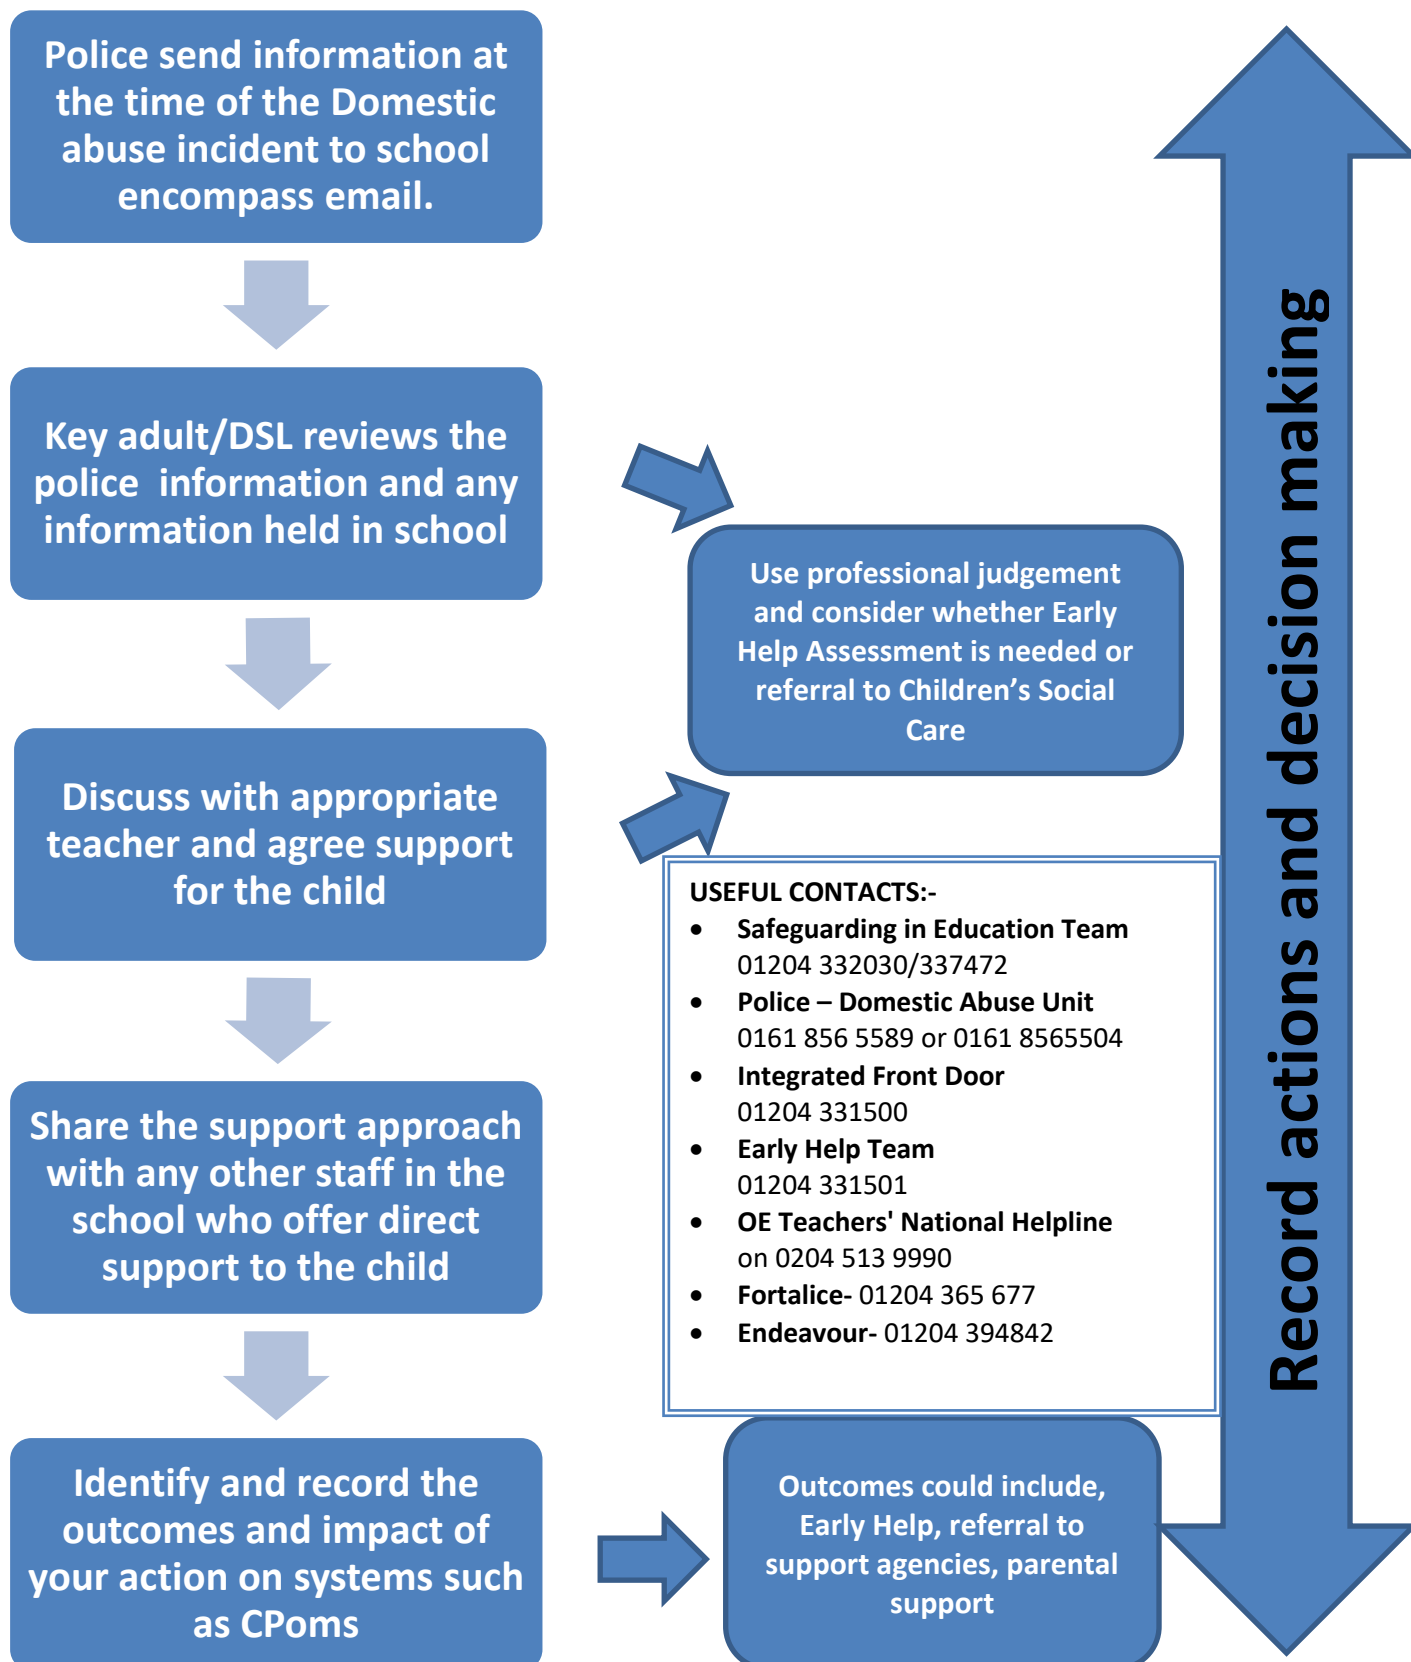 Police send information at
the time of the Domestic
abuse incident to school
encompass email.
Key adult/DSL reviews the
police  information and any
information held in school
Use professional judgement
and consider whether Early
Help Assessment is needed or
referral to Children’s Social
Care
Discuss with appropriate
teacher and agree support
for the child
Share the support approach
with any other staff in the
school who offer direct
support to the child
USEFUL CONTACTS:-
• Safeguarding in Education Team
01204 332030/337472
• Police – Domestic Abuse Unit
0161 856 5589 or 0161 8565504
• Integrated Front Door
01204 331500
• Early Help Team
01204 331501
• OE Teachers' National Helpline
on 0204 513 9990
• Fortalice- 01204 365 677
• Endeavour- 01204 394842
Identify and record the
outcomes and impact of
your action on systems such
as CPoms
Outcomes could include,
Early Help, referral to
support agencies, parental
support
Record actions and decision making